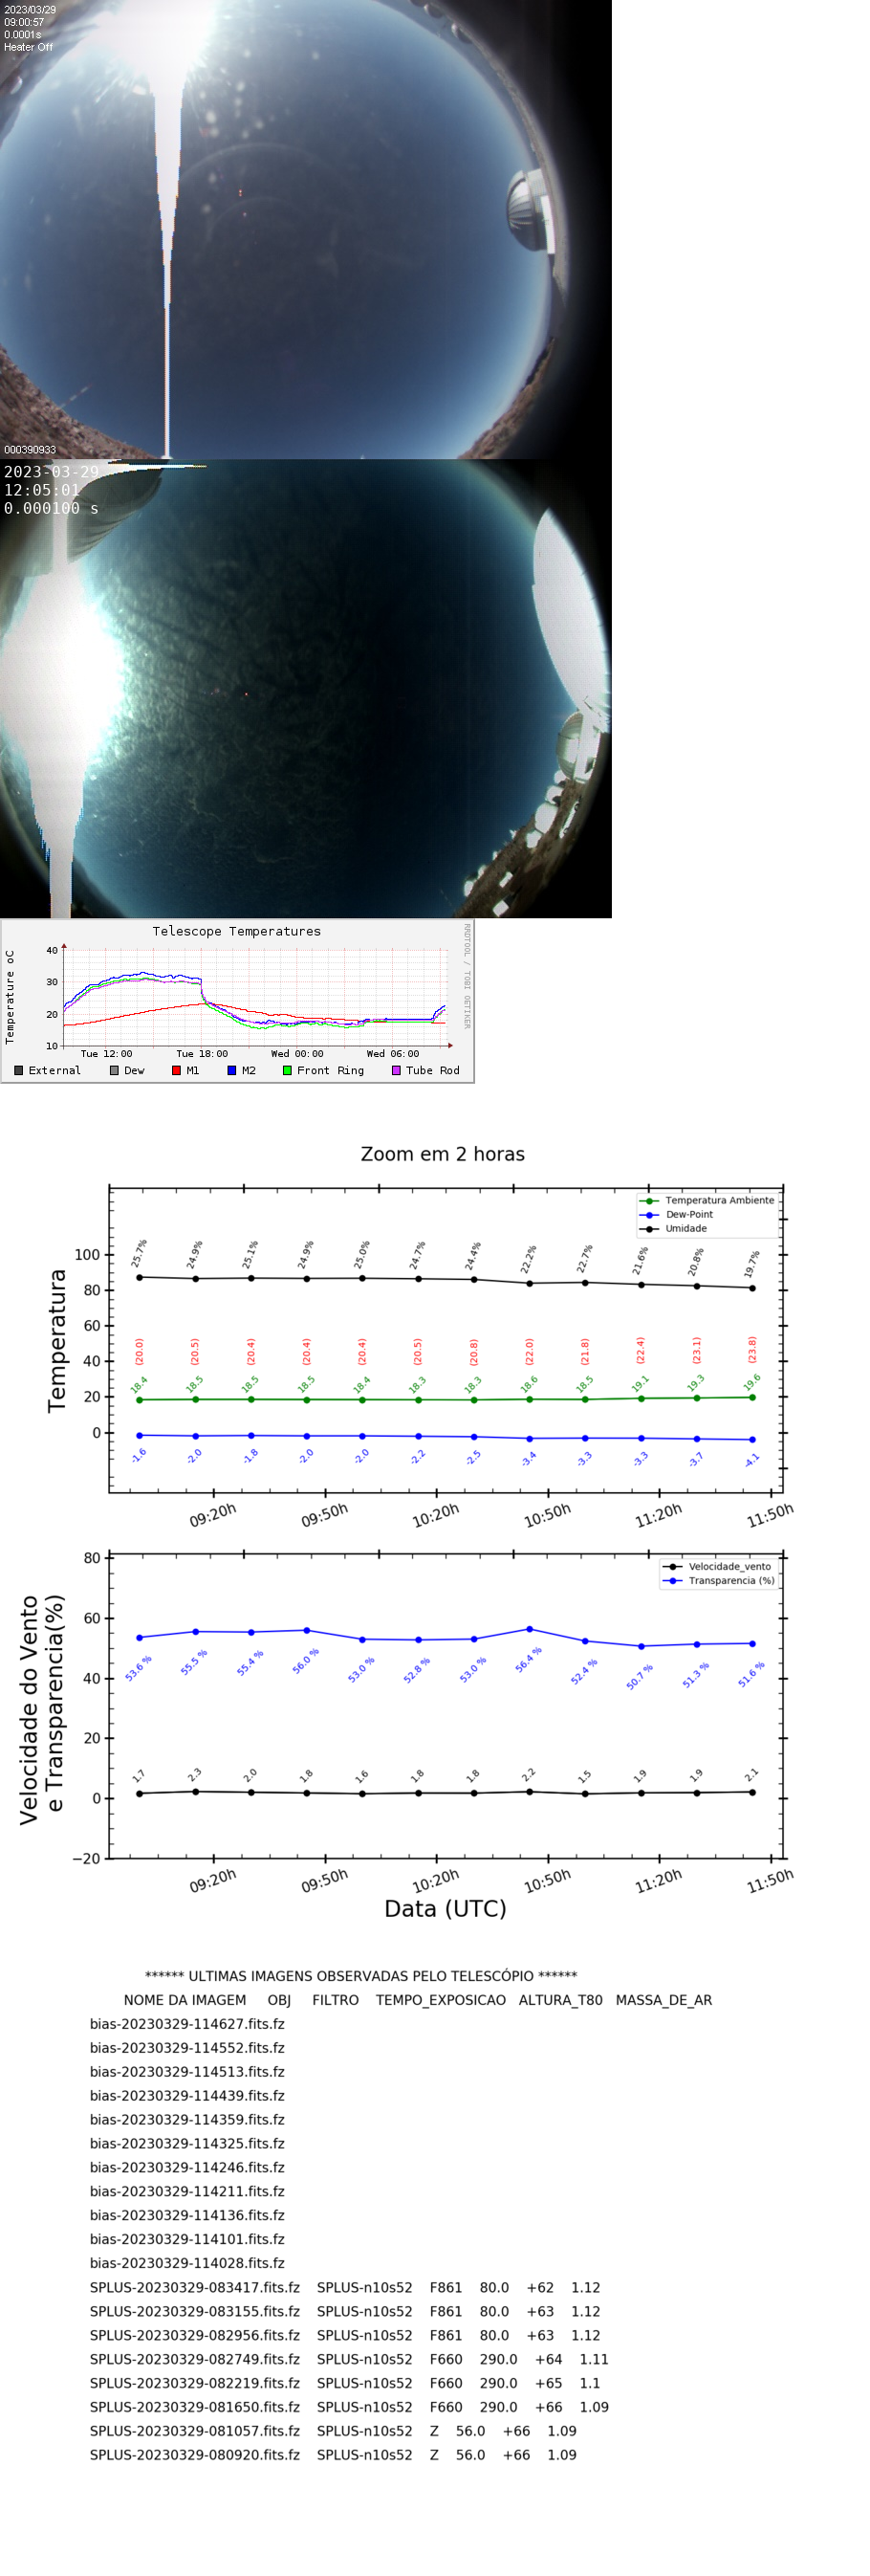 2023/03/29
09:00:57
0.0001s
Heater Off
000390933
2023-03-29
12:05:01
0.000100 s
Telescope Temperatures
RRDTOOL / TOBI OETIKER
Temperature oC
40
30
20
10
Tue 12:00 Tue 18:00 Wed 00:00 Wed 06:00
External Dew M1 M2 Front Ring Tube Rod
Zoom em 2 horas
Temperatura Ambiente
Dew-Point
Umidade
Temperatura
100
80
60
40
20
0
25.7% 24.9% 25.1% 24.9% 25.0% 24.7% 24.4% 22.2% 22.7% 21.6% 20.8% 19.7%
(20.0) (20.5) (20.4) (20.4) (20.4) (20.5) (20.8) (22.0) (21.8) (22.4) (23.1) (23.8)
18.4 18.5 18.5 18.5 18.4 18.3 18.3 18.6 18.5 19.1 19.3 19.6
-1.6 -2.0 -1.8 -2.0 -2.0 -2.2 -2.5 -3.4 -3.3 -3.3 -3.7 -4.1
09:20h 09:50h 10:20h 10:50h 11:20h 11:50h
Velocidade_vento
Transparencia (%)
Velocidade do Vento
e Transparencia(%)
80
60
40
20
0
−20
53.6 % 55.5 % 55.4 % 56.0 % 53.0 % 52.8 % 53.0 % 56.4 % 52.4 % 50.7 % 51.3 % 51.6 %
1.7 2.3 2.0 1.8 1.6 1.8 1.8 2.2 1.5 1.9 1.9 2.1
09:20h 09:50h 10:20h 10:50h 11:20h 11:50h
Data (UTC)
****** ULTIMAS IMAGENS OBSERVADAS PELO TELESCÓPIO ******
NOME DA IMAGEM OBJ FILTRO TEMPO_EXPOSICAO ALTURA_T80 MASSA_DE_AR
bias-20230329-114627.fits.fz
bias-20230329-114552.fits.fz
bias-20230329-114513.fits.fz
bias-20230329-114439.fits.fz
bias-20230329-114359.fits.fz
bias-20230329-114325.fits.fz
bias-20230329-114246.fits.fz
bias-20230329-114211.fits.fz
bias-20230329-114136.fits.fz
bias-20230329-114101.fits.fz
bias-20230329-114028.fits.fz
SPLUS-20230329-083417.fits.fz SPLUS-n10s52 F861 80.0 +62 1.12
SPLUS-20230329-083155.fits.fz SPLUS-n10s52 F861 80.0 +63 1.12
SPLUS-20230329-082956.fits.fz SPLUS-n10s52 F861 80.0 +63 1.12
SPLUS-20230329-082749.fits.fz SPLUS-n10s52 F660 290.0 +64 1.11
SPLUS-20230329-082219.fits.fz SPLUS-n10s52 F660 290.0 +65 1.1
SPLUS-20230329-081650.fits.fz SPLUS-n10s52 F660 290.0 +66 1.09
SPLUS-20230329-081057.fits.fz SPLUS-n10s52 Z 56.0 +66 1.09
SPLUS-20230329-080920.fits.fz SPLUS-n10s52 Z 56.0 +66 1.09